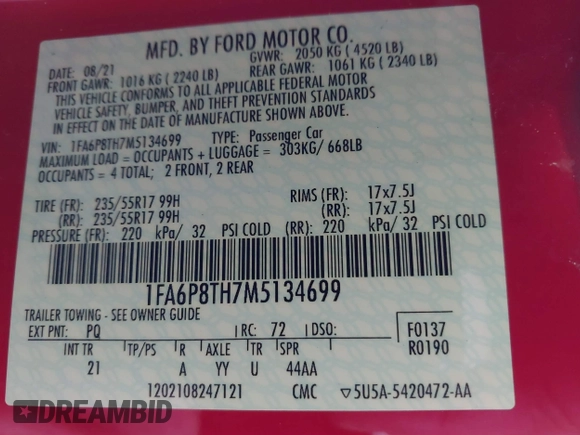 MFD. BY FORD MOTOR CO.
DATE: 08/21 GVWR: 2050 KG ( 4520 LB)
FRONT GAWR: 1016 KG ( 2240 LB) REAR GAWR: 1061 KG ( 2340 LB)
THIS VEHICLE CONFORMS TO ALL APPLICABLE FEDERAL MOTOR
VEHICLE SAFETY, BUMPER, AND THEFT PREVENTION STANDARDS
IN EFFECT ON THE DATE OF MANUFACTURE SHOWN ABOVE.
VIN: 1FA6P8TH7M5134699 TYPE: Passenger Car
MAXIMUM LOAD = OCCUPANTS + LUGGAGE = 303KG/ 668LB
OCCUPANTS = 4 TOTAL; 2 FRONT, 2 REAR
TIRE (FR): 235/55R17 99H RIMS (FR): 17x7.5J
(RR): 235/55R17 99H (RR): 17x7.5J
PRESSURE (FR): 220 kPa/ 32 PSI COLD (RR): 220 kPa/ 32 PSI COLD
1FA6P8TH7M5134699
TRAILER TOWING - SEE OWNER GUIDE
EXT PNT: PQ RC: 72 DSO: F0137
R0190
INT TR TP/PS R AXLE TR SPR
21 A YY U 44AA
1202108247121 CMC ▽5U5A-5420472-AA
DREAMBID